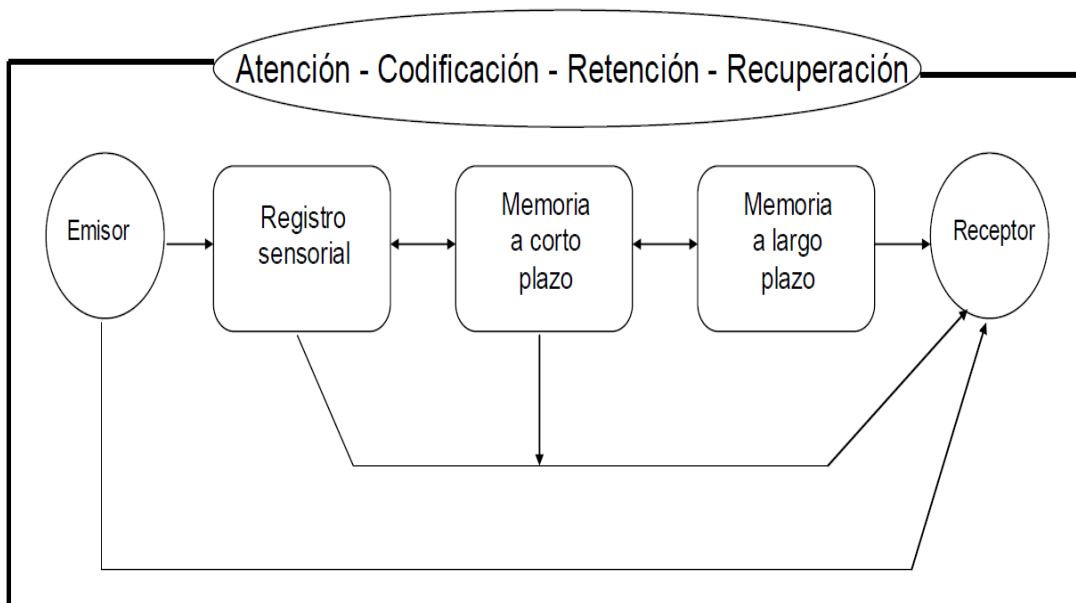 Atención - Codificación - Retención - Recuperación
Emisor
Registro
sensorial
Memoria
a corto
plazo
Memoria
a largo
plazo
Receptor